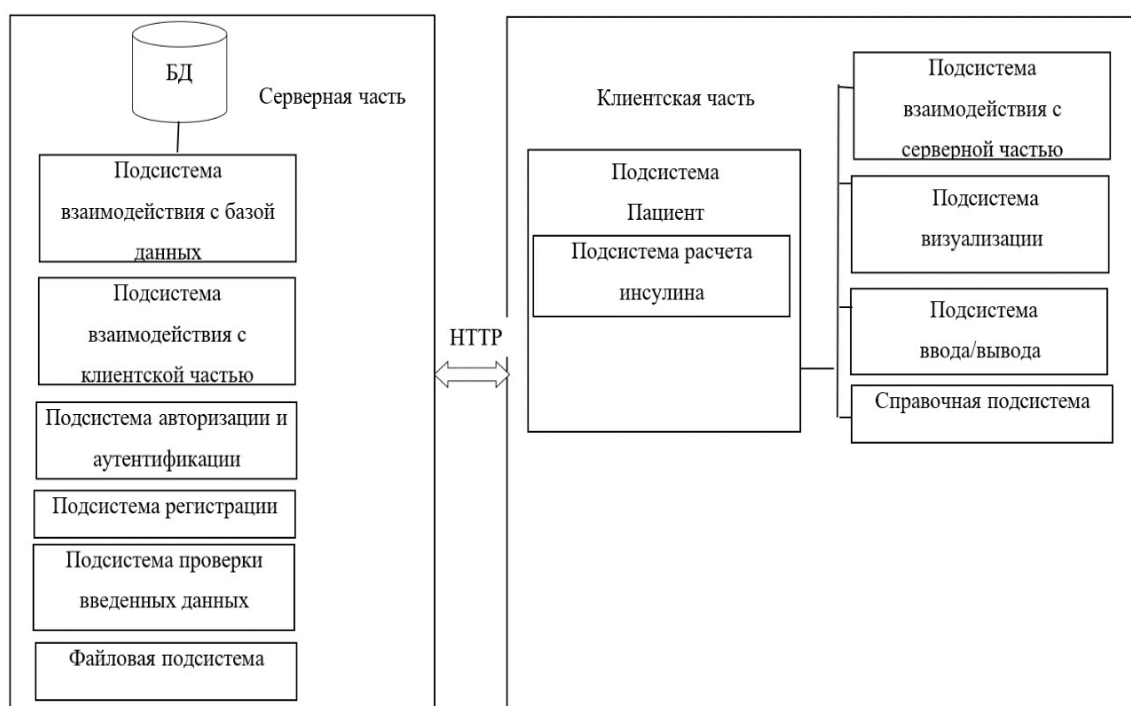 БД
Серверная часть
Подсистема
взаимодействия с базой
данных
Подсистема
взаимодействия с
клиентской частью
Подсистема авторизации и
аутентификации
Подсистема регистрации
Подсистема проверки
введенных данных
Файловая подсистема
HTTP
Клиентская часть
Подсистема
Пациент
Подсистема расчета
инсулина
Подсистема
взаимодействия с
серверной частью
Подсистема
визуализации
Подсистема
ввода/вывода
Справочная подсистема